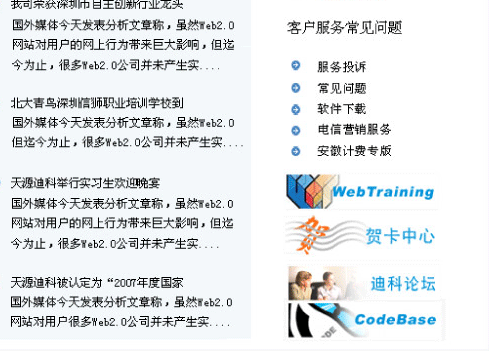 我司荣获深圳市自主创新行业龙头
国外媒体今天发表分析文章称，虽然Web2.0
网站对用户的网上行为带来巨大影响，但迄
今为止，很多Web2.0公司并未产生实....
北大青鸟深圳信狮职业培训学校到
国外媒体今天发表分析文章称，虽然Web2.0
但迄今为止，很多Web2.0公司并未产生实....
天源迪科举行实习生欢迎晚宴
国外媒体今天发表分析文章称，虽然Web2.0
网站对用户的网上行为带来巨大影响，但迄
今为止，很多Web2.0公司并未产生实....
天源迪科被认定为“2007年度国家
国外媒体今天发表分析文章称，虽然Web2.0
网站对用户很多Web2.0公司并未产生实....
客户服务常见问题
服务投诉
常见问题
软件下载
电信营销服务
安徽计费专版
WebTraining
贺
贺卡中心
迪科论坛
CodeBase